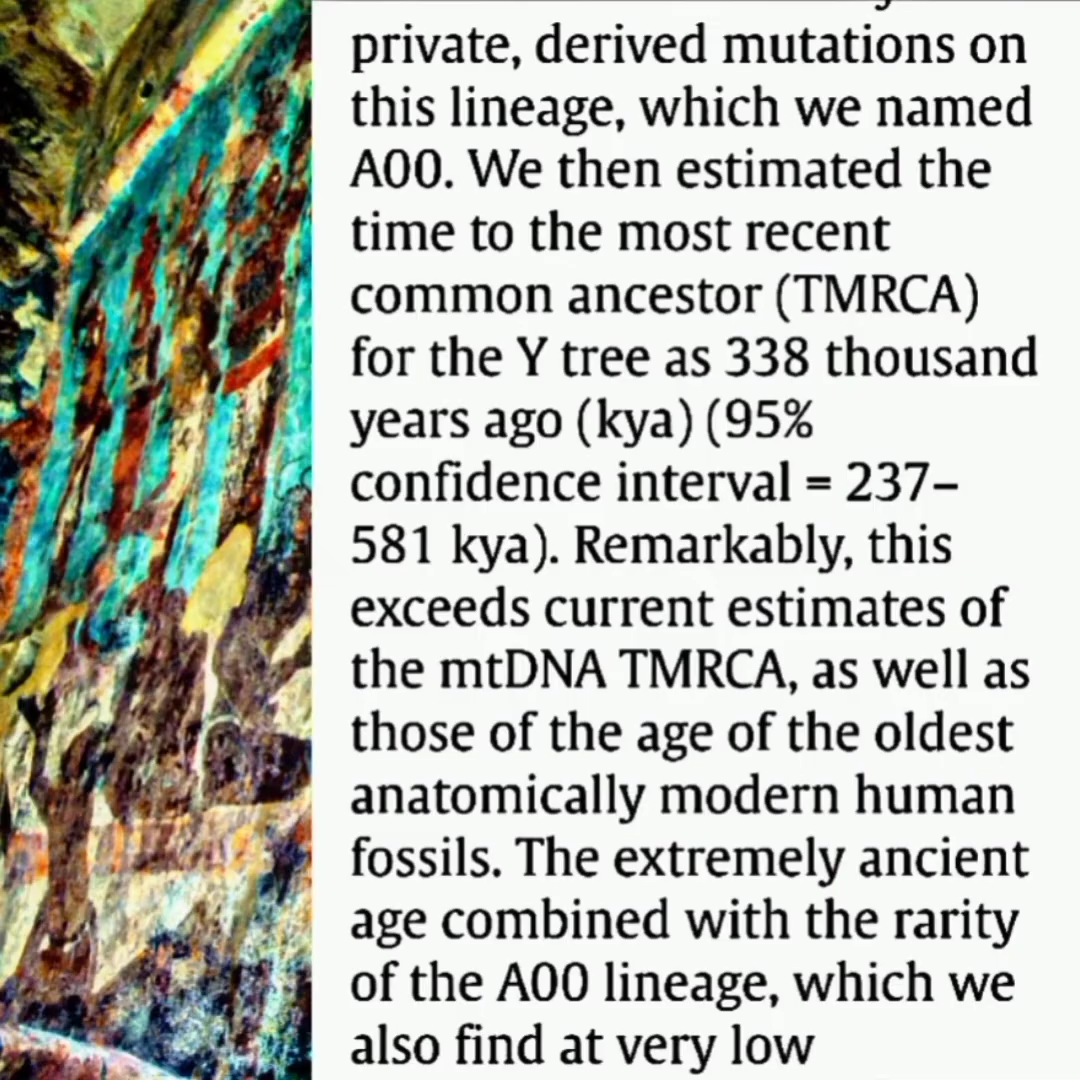 private, derived mutations on
this lineage, which we named
A00. We then estimated the
time to the most recent
common ancestor (TMRCA)
for the Y tree as 338 thousand
years ago (kya) (95%
confidence interval = 237–
581 kya). Remarkably, this
exceeds current estimates of
the mtDNA TMRCA, as well as
those of the age of the oldest
anatomically modern human
fossils. The extremely ancient
age combined with the rarity
of the A00 lineage, which we
also find at very low